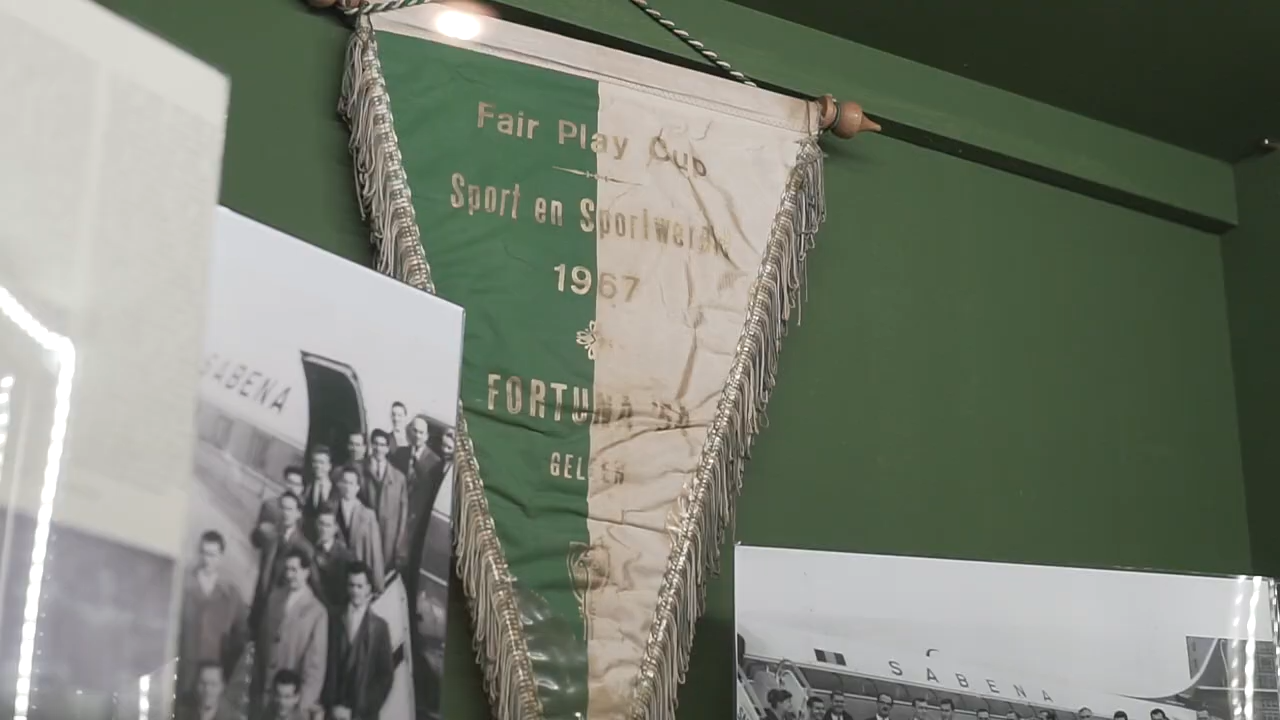 Fair Play Cup
Sport en Sportwereld
1967
FORTUNA '54
GELEEN
SABENA
SABENA